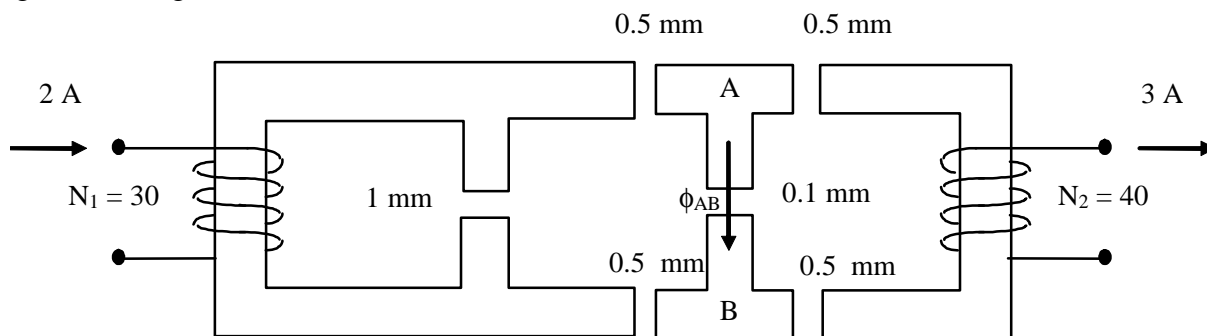 0.5 mm 0.5 mm
2 A A 3 A
N₁ = 30 1 mm ϕAB 0.1 mm N₂ = 40
0.5 mm 0.5 mm
B